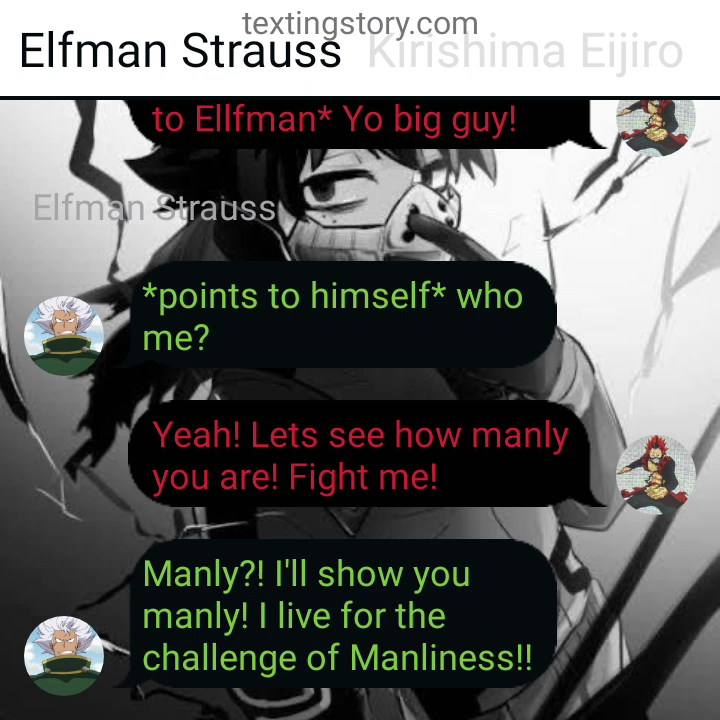 textingstory.com
Elfman Strauss Kirishima Eijiro
to Ellfman* Yo big guy!
Elfman Strauss
*points to himself* who
me?
Yeah! Lets see how manly
you are! Fight me!
Manly?! I'll show you
manly! I live for the
challenge of Manliness!!